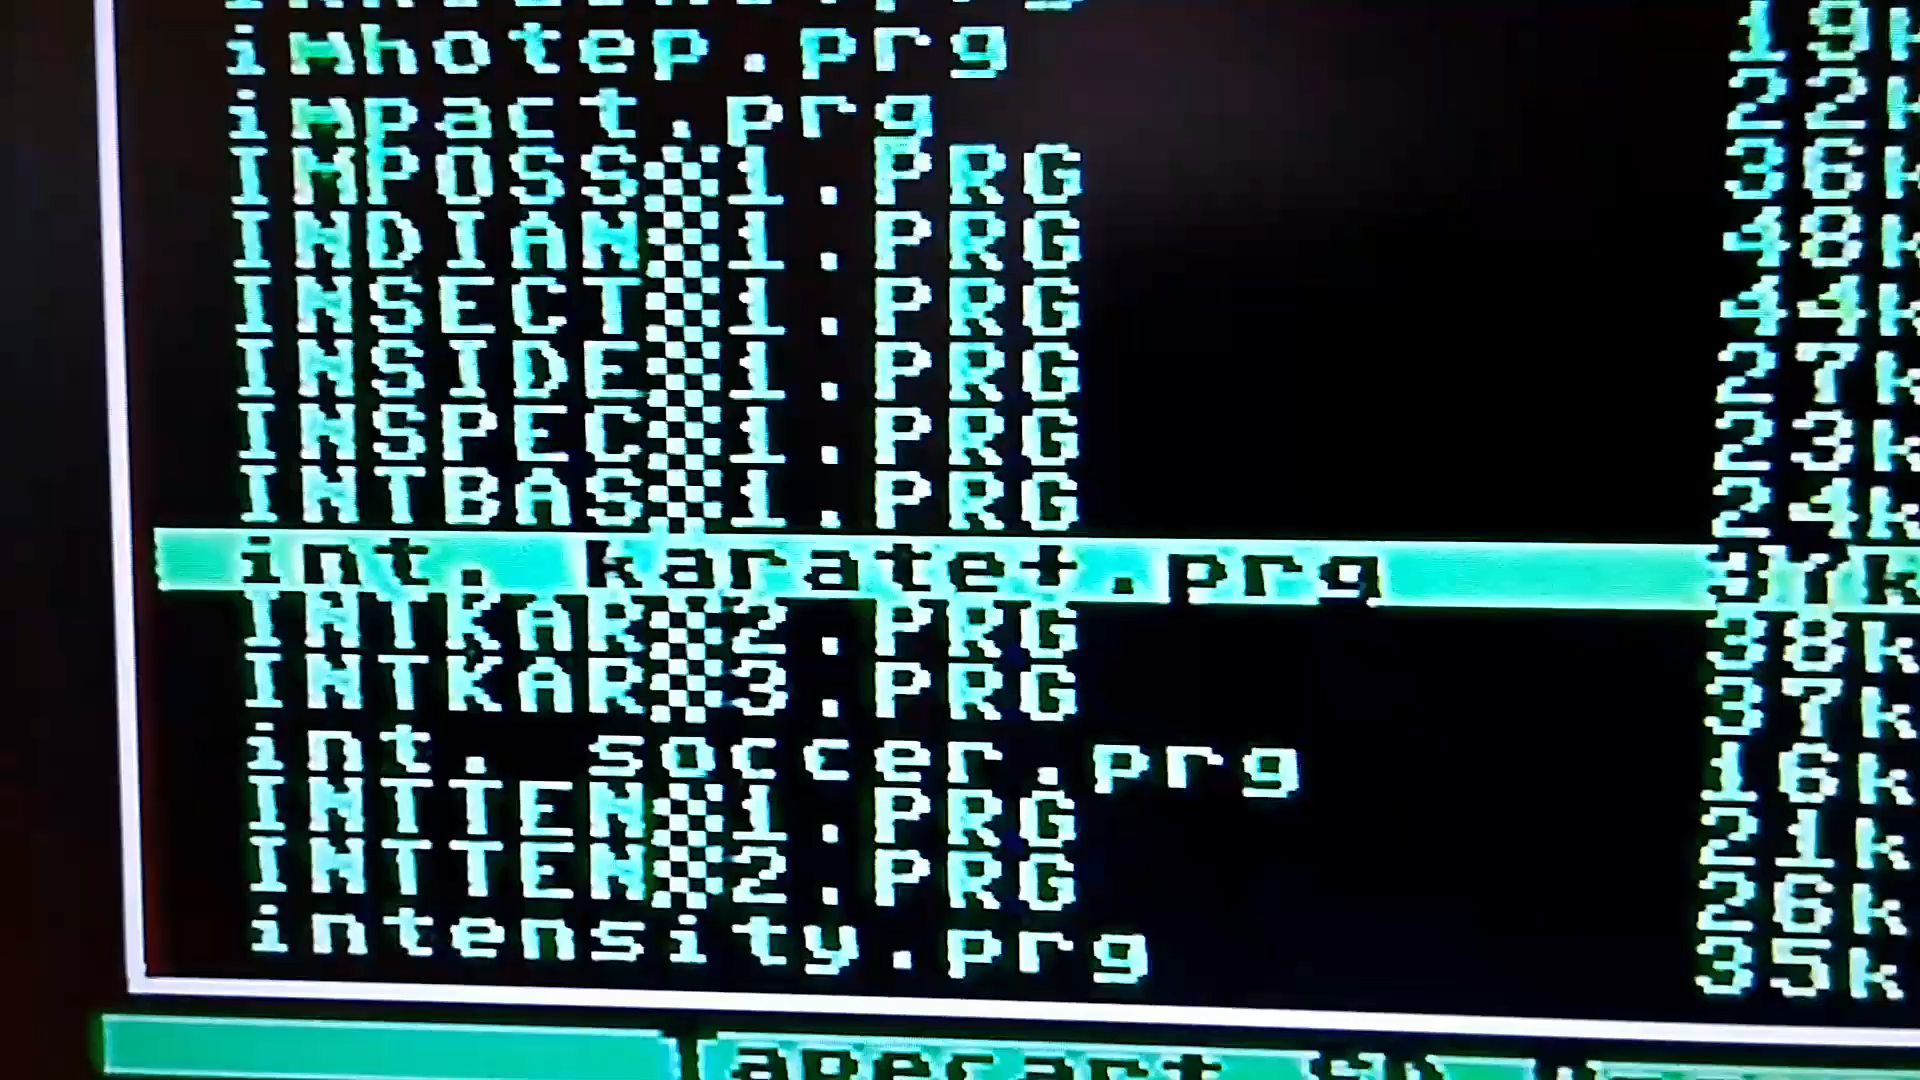 19k
imhotep.prg 22k
impact.prg 36k
IMPOSS▒1.PRG 48k
INDIAN▒1.PRG 44k
INSECT▒1.PRG 27k
INSIDE▒1.PRG 23k
INSPEC▒1.PRG 24k
INTBAS▒1.PRG
int. karate+.prg 37k
INTKAR▒2.PRG 38k
INTKAR▒3.PRG 37k
int. soccer.prg 16k
INTTEN▒1.PRG 21k
INTTEN▒2.PRG 26k
intensity.prg 35k